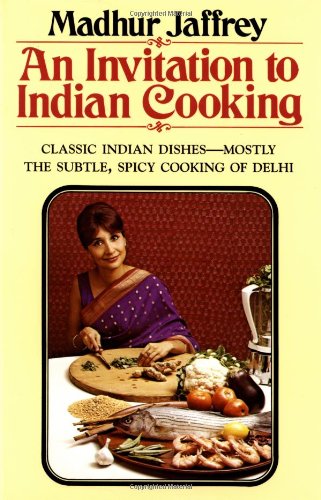 Madhur Jaffrey
An Invitation to
Indian Cooking
CLASSIC INDIAN DISHES—MOSTLY
THE SUBTLE, SPICY COOKING OF DELHI